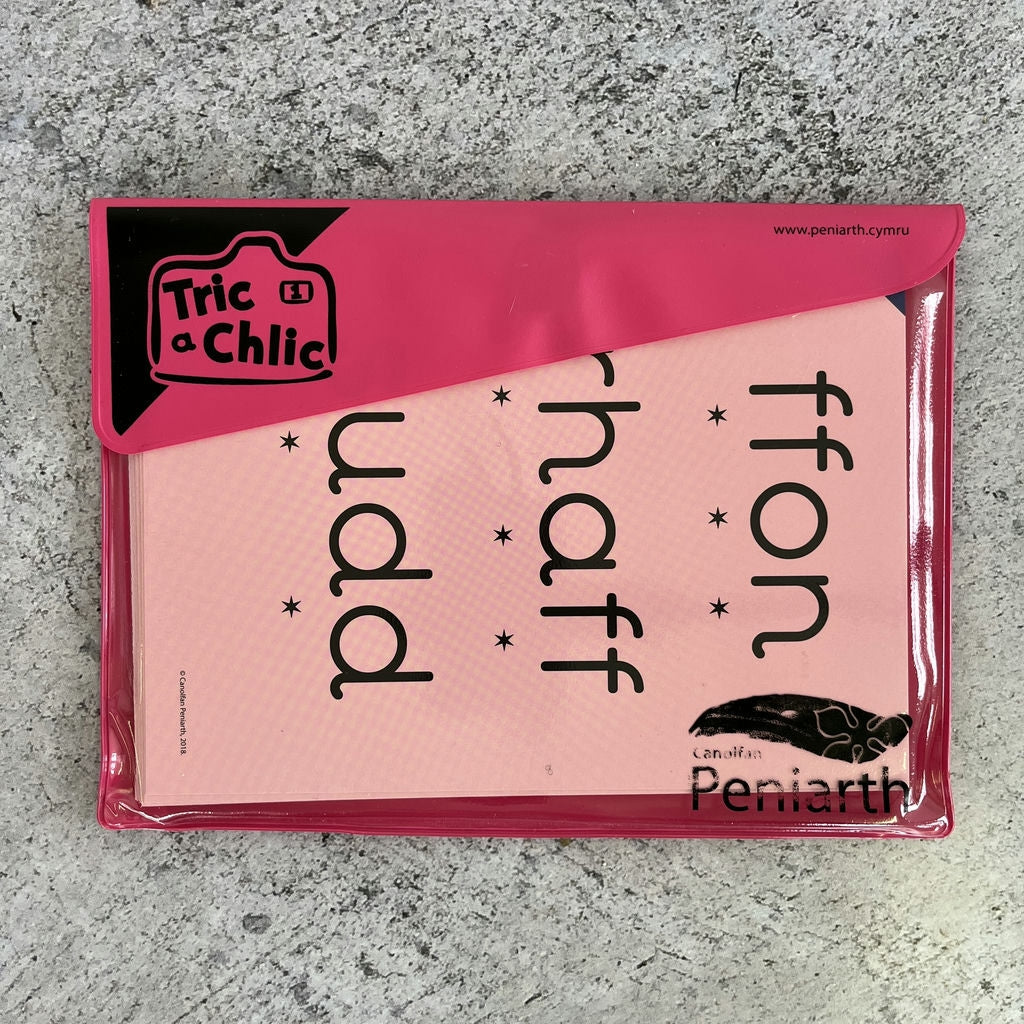 Tric 1
a Chlic
www.peniarth.cymru
ffon
rhaff
udd
© Canolfan Peniarth, 2018.
Canolfan
Peniarth